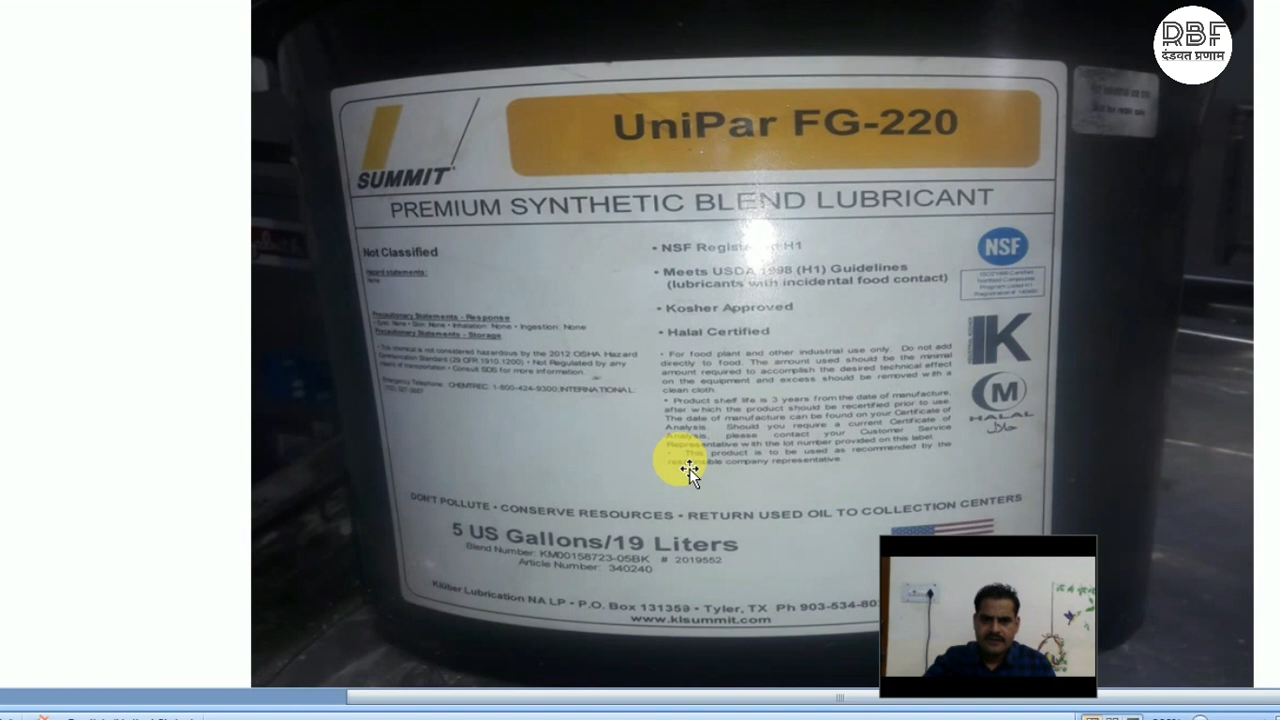 RBF
दंडवत प्रणाम
UniPar FG-220
SUMMIT
PREMIUM SYNTHETIC BLEND LUBRICANT
Not Classified
Hazard statements:
None
Precautionary Statements - Response
• Eyes: None • Skin: None • Inhalation: None • Ingestion: None
Precautionary Statements - Storage
• This chemical is not considered hazardous by the 2012 OSHA Hazard
Communication Standard (29 CFR 1910.1200) • Not Regulated by any
means of transportation • Consult SDS for more information.
Emergency Telephone: CHEMTREC: 1-800-424-9300; INTERNATIONAL:
• NSF Registered H1
• Meets USDA 1998 (H1) Guidelines
(lubricants with incidental food contact)
• Kosher Approved
• Halal Certified
• For food plant and other industrial use only. Do not add
directly to food. The amount used should be the minimal
amount required to accomplish the desired technical effect
on the equipment and excess should be removed with a
clean cloth.
• Product shelf life is 3 years from the date of manufacture,
after which the product should be recertified prior to use.
The date of manufacture can be found on your Certificate of
Analysis. Should you require a current Certificate of
Analysis, please contact your Customer Service
Representative with the lot number provided on this label.
• This product is to be used as recommended by the
responsible company representative.
NSF
K
M
HALAL
حلال
DON'T POLLUTE • CONSERVE RESOURCES • RETURN USED OIL TO COLLECTION CENTERS
5 US Gallons/19 Liters
Blend Number: KM00158723-05BK # 2019552
Article Number: 340240
Klüber Lubrication NA LP • P.O. Box 131359 • Tyler, TX Ph 903-534-80
www.klsummit.com